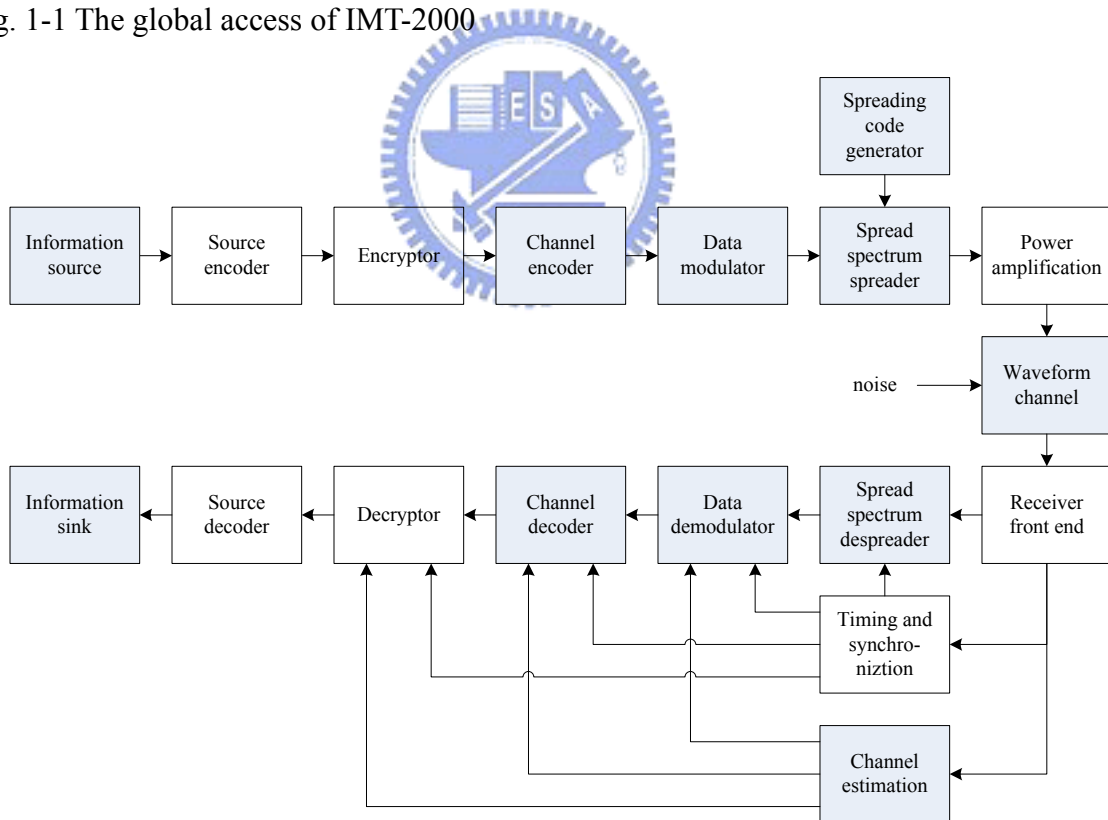 g. 1-1 The global access of IMT-2000
E S A
Spreading
code
generator
Information
source
Source
encoder
Encryptor
Channel
encoder
Data
modulator
Spread
spectrum
spreader
Power
amplification
noise
Waveform
channel
Information
sink
Source
decoder
Decryptor
Channel
decoder
Data
demodulator
Spread
spectrum
despreader
Receiver
front end
Timing and
synchro-
niztion
Channel
estimation